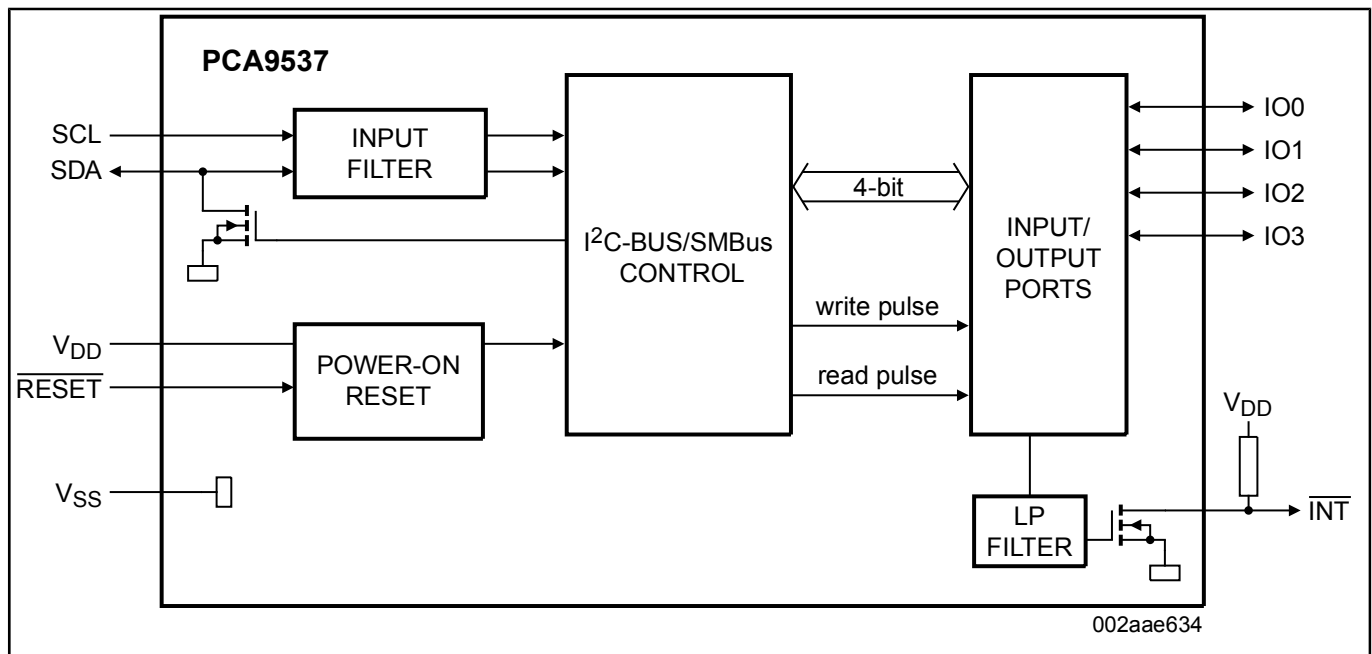 PCA9537
SCL
SDA
INPUT
FILTER
I²C-BUS/SMBus
CONTROL
4-bit
write pulse
read pulse
INPUT/
OUTPUT
PORTS
IO0
IO1
IO2
IO3
VDD
RESET
POWER-ON
RESET
VSS
LP
FILTER
VDD
INT
002aae634